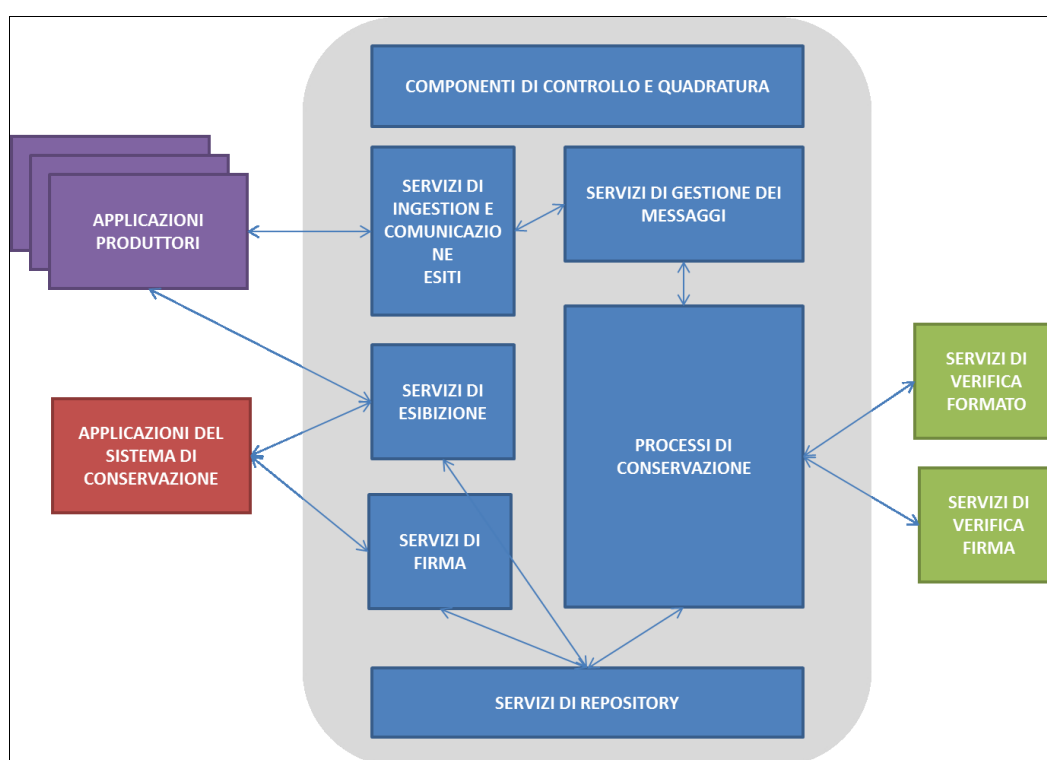 COMPONENTI DI CONTROLLO E QUADRATURA
APPLICAZIONI
PRODUTTORI
SERVIZI DI
INGESTION E
COMUNICAZIO
NE
ESITI
SERVIZI DI GESTIONE DEI
MESSAGGI
SERVIZI DI
ESIBIZIONE
APPLICAZIONI DEL
SISTEMA DI
CONSERVAZIONE
PROCESSI DI
CONSERVAZIONE
SERVIZI DI
VERIFICA
FORMATO
SERVIZI DI
FIRMA
SERVIZI DI
VERIFICA
FIRMA
SERVIZI DI REPOSITORY